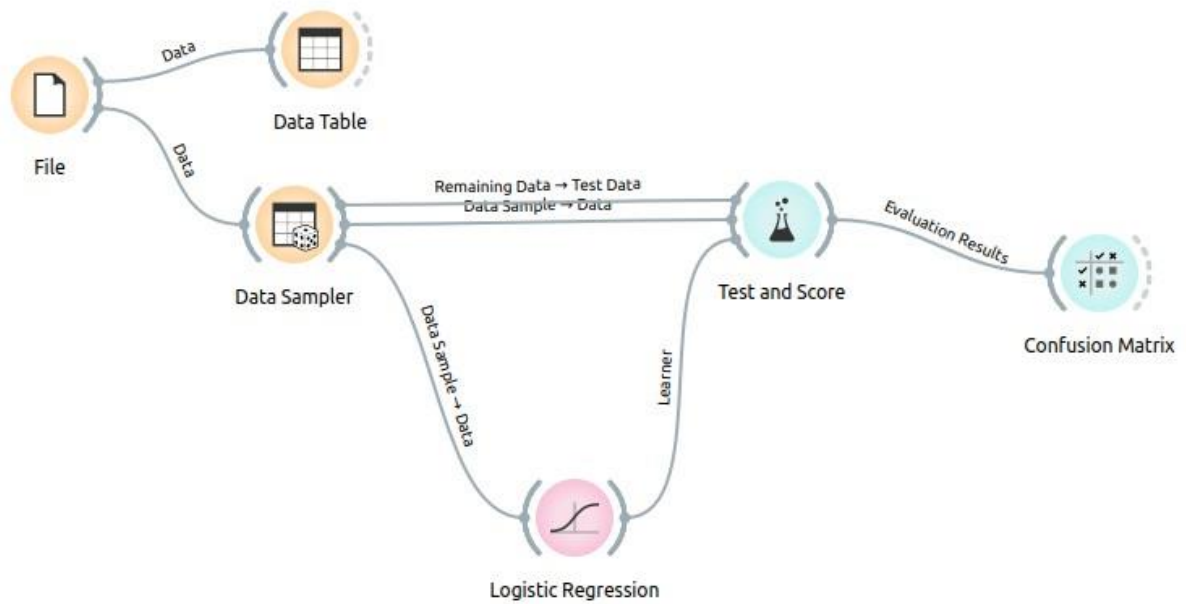 Data
Data Table
File
Data
Remaining Data → Test Data
Data Sample → Data
Data Sampler
Test and Score
Evaluation Results
Confusion Matrix
Data Sample → Data
Learner
Logistic Regression